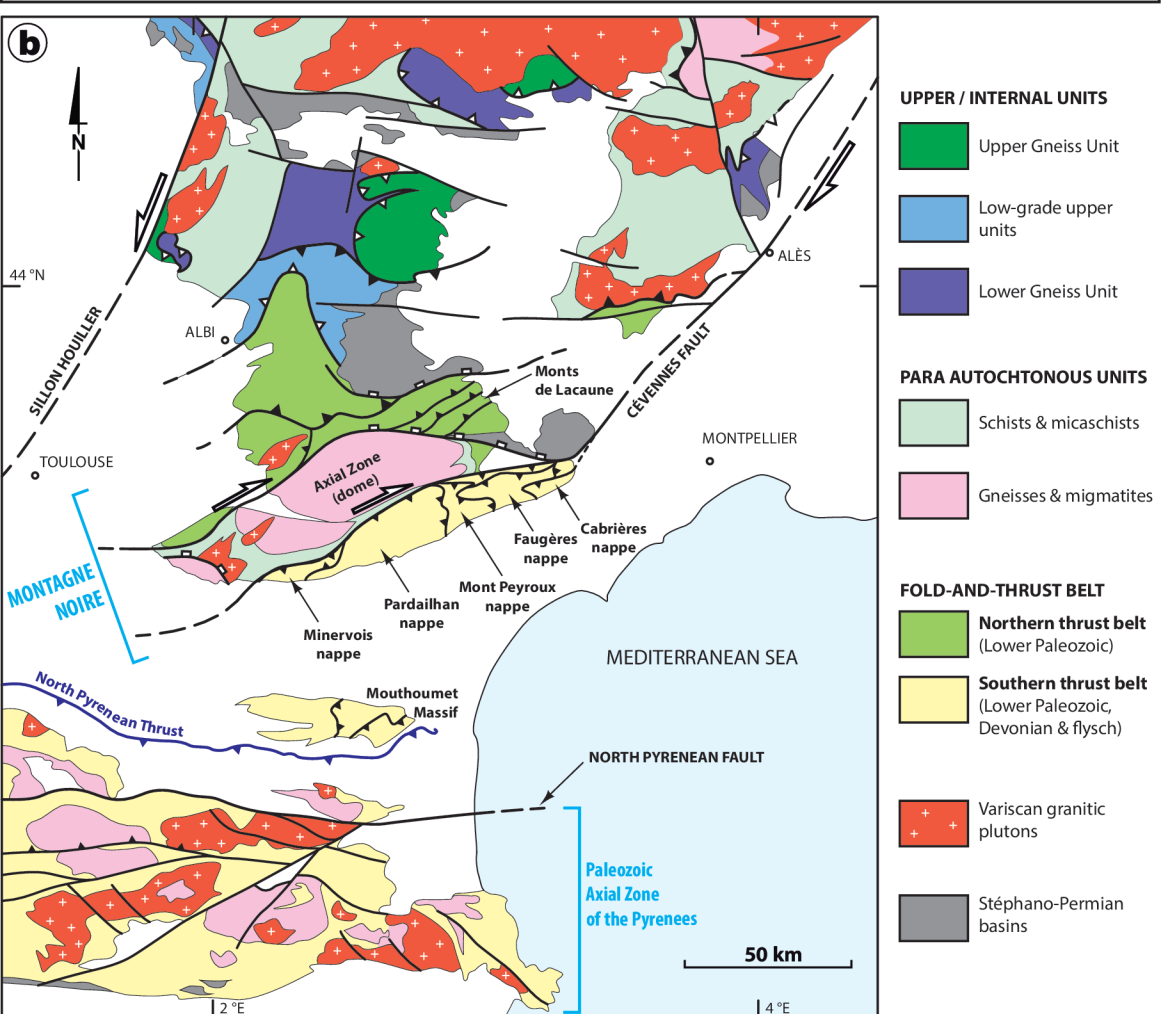 b
N
44 °N
ALBI
SILLON HOUILLER
TOULOUSE
ALÈS
CÉVENNES FAULT
MONTPELLIER
Monts
de Lacaune
Axial Zone
(dome)
Cabrières
nappe
Faugères
nappe
Mont Peyroux
nappe
Pardailhan
nappe
Minervois
nappe
MONTAGNE
NOIRE
MEDITERRANEAN SEA
North Pyrenean Thrust
Mouthoumet
Massif
NORTH PYRENEAN FAULT
Paleozoic
Axial Zone
of the Pyrenees
50 km
2 °E
4 °E
UPPER / INTERNAL UNITS
Upper Gneiss Unit
Low-grade upper
units
Lower Gneiss Unit
PARA AUTOCHTONOUS UNITS
Schists & micaschists
Gneisses & migmatites
FOLD-AND-THRUST BELT
Northern thrust belt
(Lower Paleozoic)
Southern thrust belt
(Lower Paleozoic,
Devonian & flysch)
Variscan granitic
plutons
Stéphano-Permian
basins